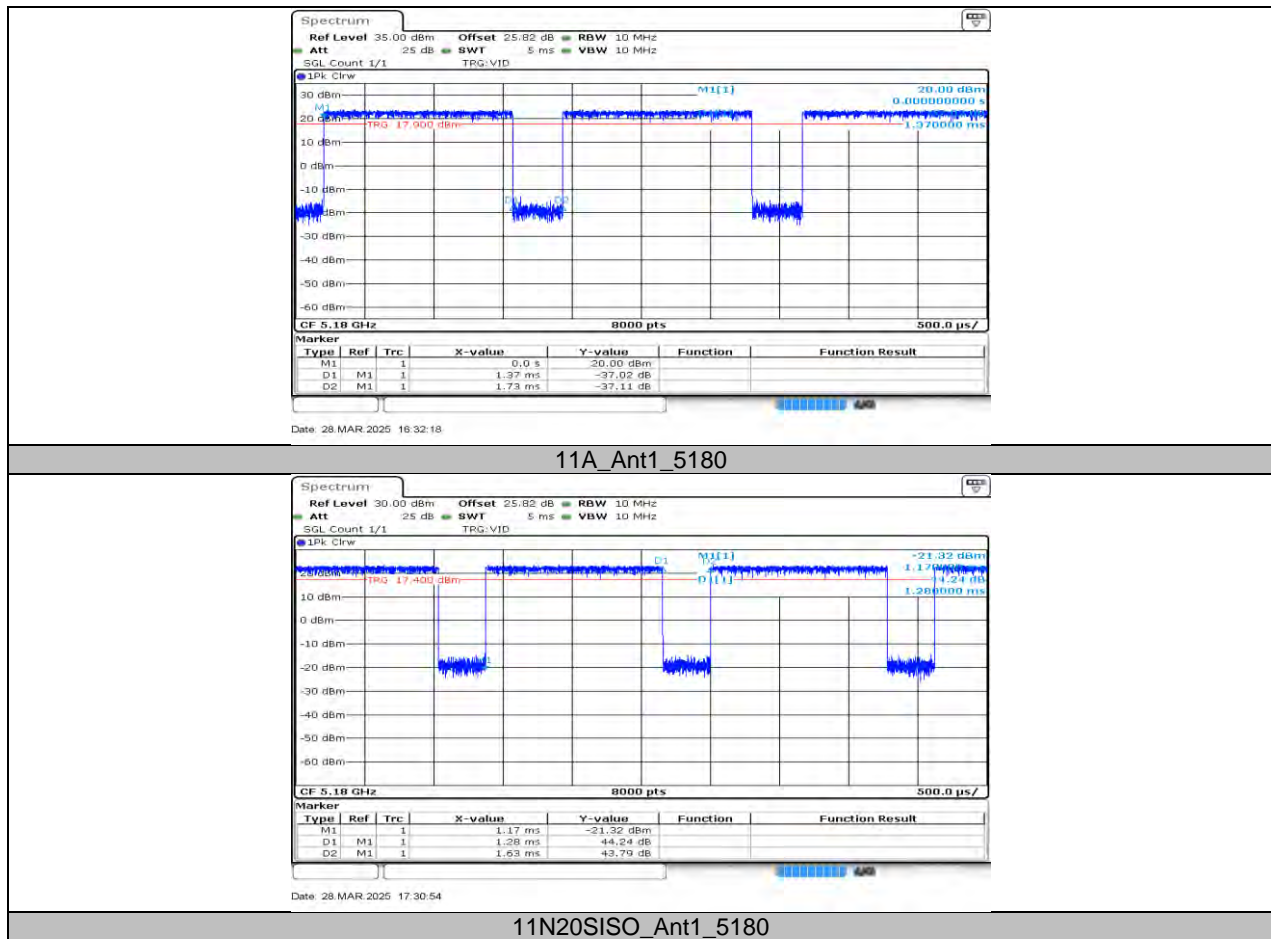 Spectrum
Ref Level 35.00 dBm Offset 25.82 dB RBW 10 MHz
Att 25 dB SWT 5 ms VBW 10 MHz
SGL Count 1/1 TRG:VID
1Pk Clrw
M1[1] 20.00 dBm
0.000000000 s
30 dBm
M1
20 dBm
TRG 17.900 dBm
1.370000 ms
10 dBm
0 dBm
-10 dBm
D1 D2
dBm
-30 dBm
-40 dBm
-50 dBm
-60 dBm
CF 5.18 GHz 8000 pts 500.0 µs/
Marker
Type Ref Trc X-value Y-value Function Function Result
M1 1 0.0 s 20.00 dBm
D1 M1 1 1.37 ms -37.02 dB
D2 M1 1 1.73 ms -37.11 dB
Date: 28.MAR.2025 16:32:18
11A_Ant1_5180
Spectrum
Ref Level 30.00 dBm Offset 25.82 dB RBW 10 MHz
Att 25 dB SWT 5 ms VBW 10 MHz
SGL Count 1/1 TRG:VID
1Pk Clrw
D1 M1[1] -21.32 dBm
TRG 17.400 dBm
1.280000 ms
10 dBm
0 dBm
-10 dBm
-20 dBm
-30 dBm
-40 dBm
-50 dBm
-60 dBm
CF 5.18 GHz 8000 pts 500.0 µs/
Marker
Type Ref Trc X-value Y-value Function Function Result
M1 1 1.17 ms -21.32 dBm
D1 M1 1 1.28 ms 44.24 dB
D2 M1 1 1.63 ms 43.79 dB
Date: 28.MAR.2025 17:30:54
11N20SISO_Ant1_5180